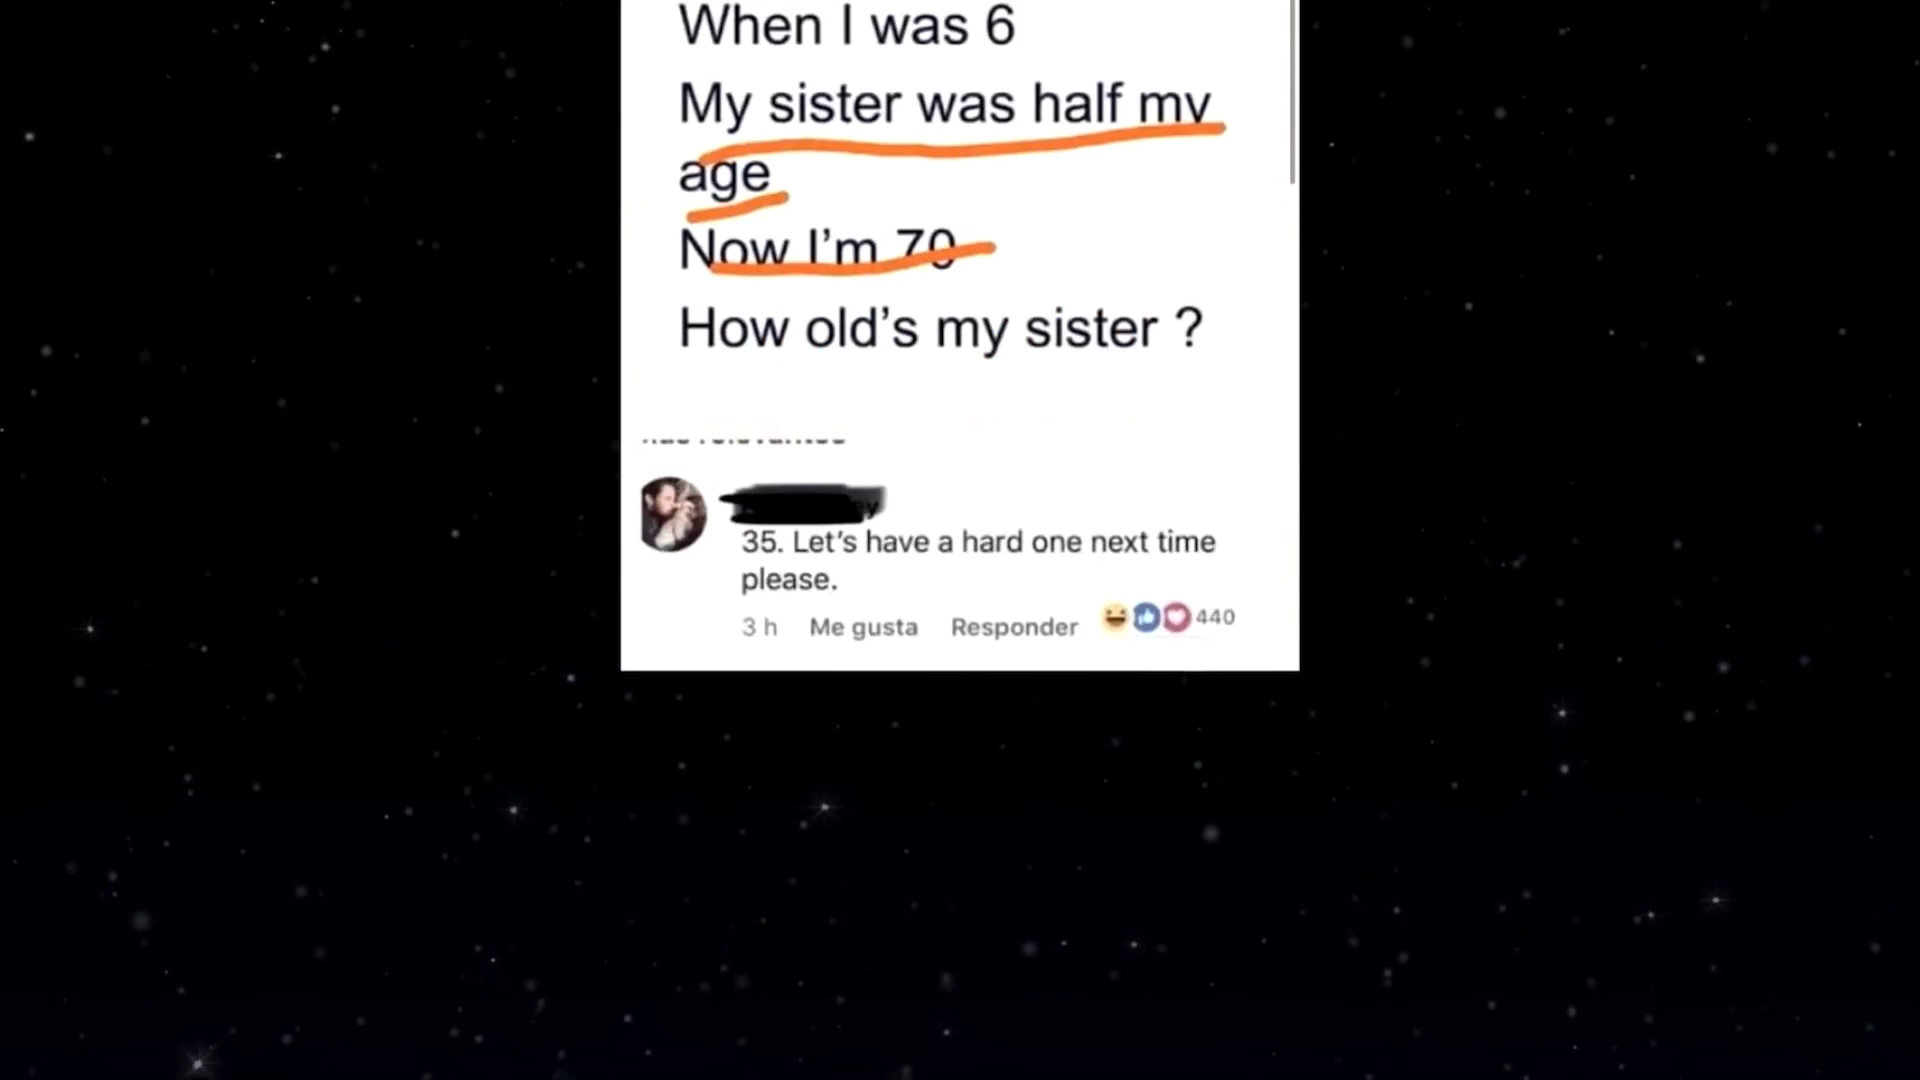 When I was 6
My sister was half my
age
Now I'm 70
How old's my sister ?
35. Let's have a hard one next time
please.
3 h Me gusta Responder 440